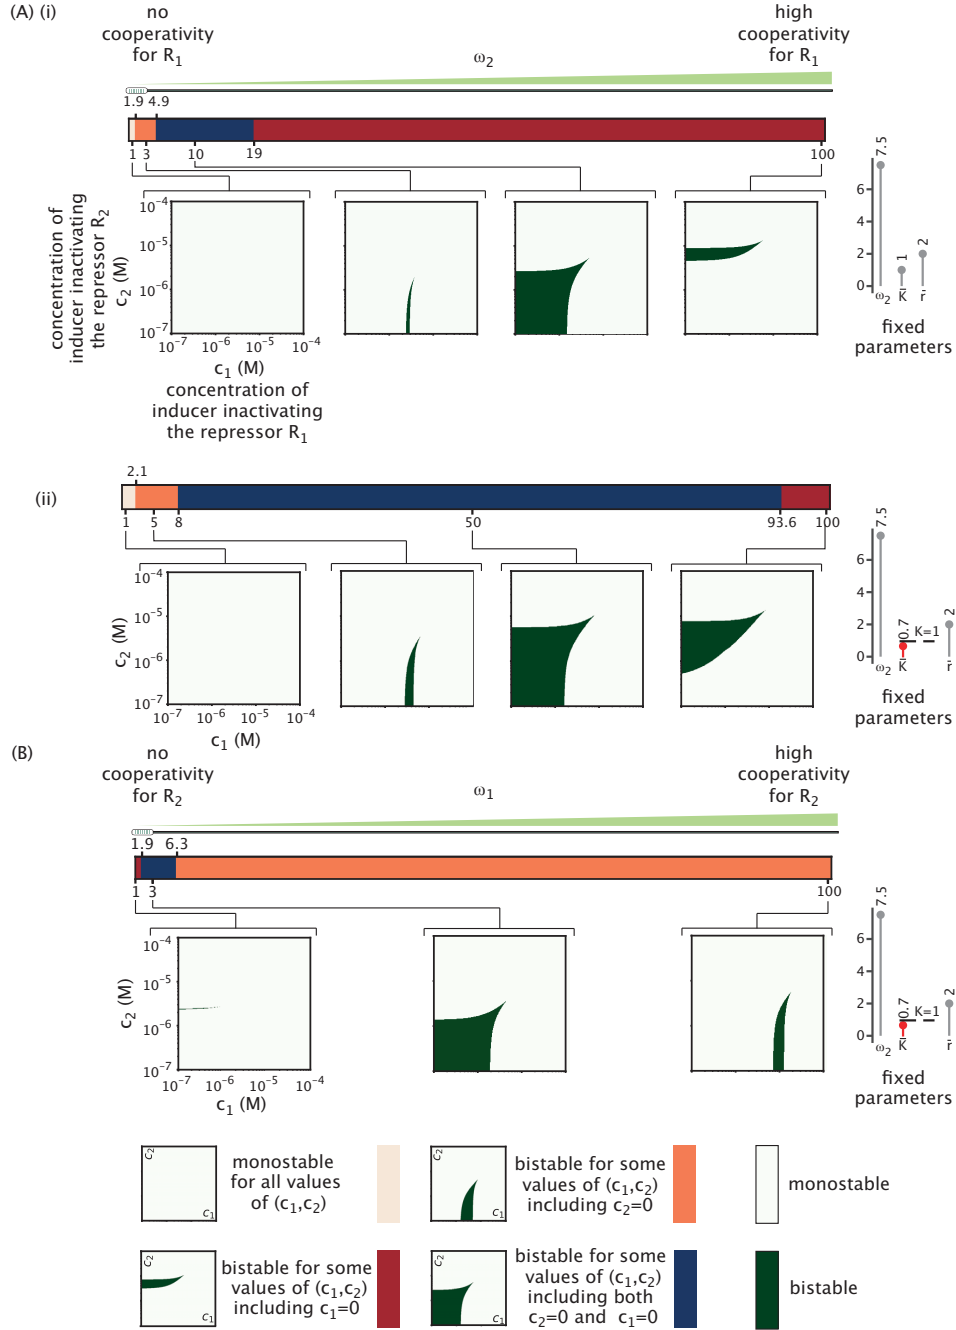 (A) (i)
no
cooperativity
for R1
ω2
high
cooperativity
for R1
1.9 4.9
1 3 10 19 100
concentration of
inducer inactivating
the repressor R2
c2 (M)
10−4
10−5
10−6
10−7
10−7 10−6 10−5 10−4
c1 (M)
concentration of
inducer inactivating
the repressor R1
7.5
1
2
6
4
2
0
ω2 K̄ r̄
fixed
parameters
(ii)
2.1
1 5 8 50 93.6 100
c2 (M)
10−4
10−5
10−6
10−7
10−7 10−6 10−5 10−4
c1 (M)
7.5
0.7
K=1
2
6
4
2
0
ω2 K̄ r̄
fixed
parameters
(B)
no
cooperativity
for R2
ω1
high
cooperativity
for R2
1.9 6.3
1 3 100
c2 (M)
10−4
10−5
10−6
10−7
10−7 10−6 10−5 10−4
c1 (M)
7.5
0.7
K=1
2
6
4
2
0
ω2 K̄ r̄
fixed
parameters
c2
c1
monostable
for all values
of (c1,c2)
c2
c1
bistable for some
values of (c1,c2)
including c2=0
monostable
c2
c1
bistable for some
values of (c1,c2)
including c1=0
c2
c1
bistable for some
values of (c1,c2)
including both
c2=0 and c1=0
bistable